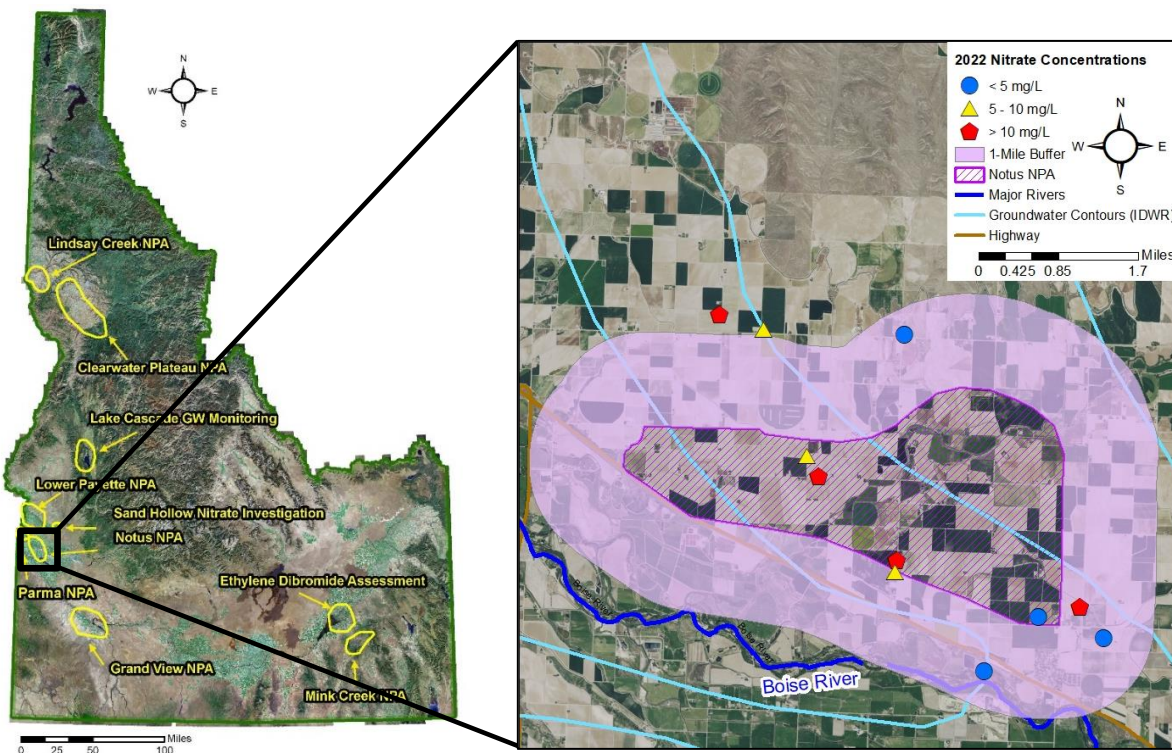 N
W E
S
Lindsay Creek NPA
Clearwater Plateau NPA
Lake Cascade GW Monitoring
Lower Payette NPA
Sand Hollow Nitrate Investigation
Notus NPA
Parma NPA
Ethylene Dibromide Assessment
Grand View NPA
Mink Creek NPA
Miles
0 25 50 100
2022 Nitrate Concentrations
< 5 mg/L
5 - 10 mg/L
> 10 mg/L
1-Mile Buffer
Notus NPA
Major Rivers
Groundwater Contours (IDWR)
Highway
Miles
0 0.425 0.85 1.7
N
W E
S
Boise River